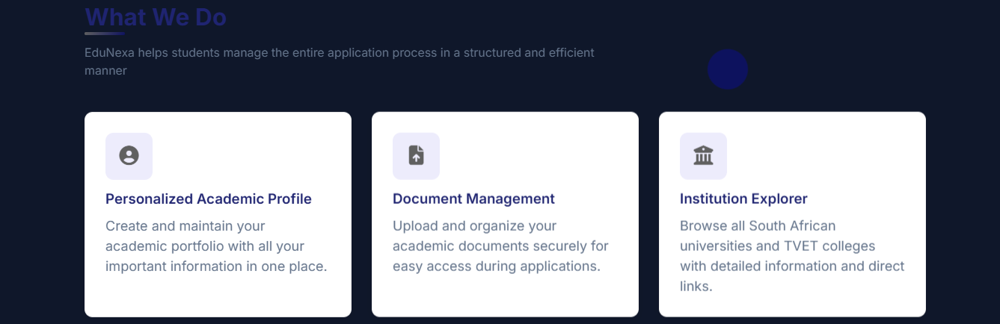 What We Do
EduNexa helps students manage the entire application process in a structured and efficient
manner
Personalized Academic Profile
Create and maintain your
academic portfolio with all your
important information in one place.
Document Management
Upload and organize your
academic documents securely for
easy access during applications.
Institution Explorer
Browse all South African
universities and TVET colleges
with detailed information and direct
links.